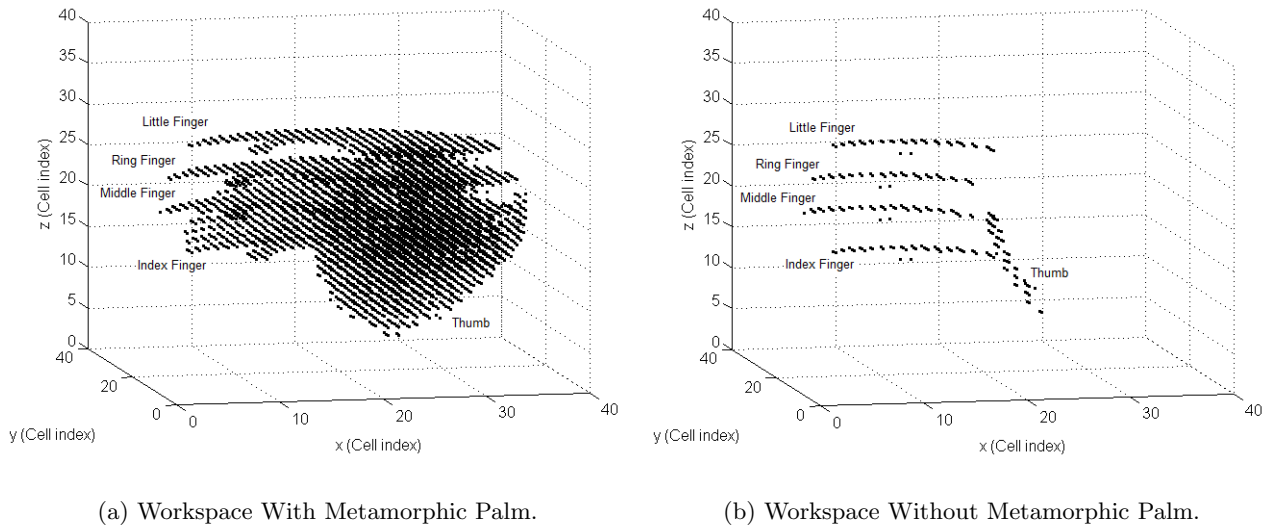 40
35
30
25
20
15
10
5
0
z (Cell index)
Little Finger
Ring Finger
Middle Finger
Index Finger
Thumb
40
20
0
y (Cell index)
0
10
20
30
40
x (Cell index)
(a) Workspace With Metamorphic Palm.
40
35
30
25
20
15
10
5
0
z (Cell index)
Little Finger
Ring Finger
Middle Finger
Index Finger
Thumb
40
20
0
y (Cell index)
0
10
20
30
40
x (Cell index)
(b) Workspace Without Metamorphic Palm.